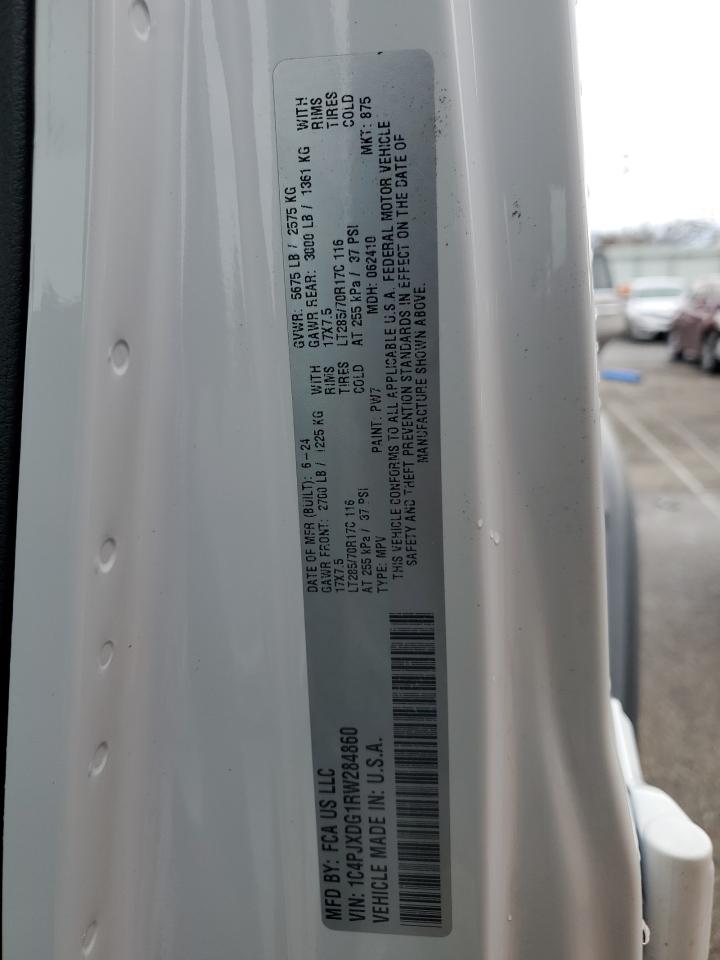 MFD BY: FCA US LLC
VIN: 1C4PJXDG1RW284860
VEHICLE MADE IN: U.S.A.
DATE OF MFR (BUILT): 6-24
GVWR: 5675 LB / 2575 KG
GAWR FRONT: 2700 LB / 1225 KG WITH
GAWR REAR: 3000 LB / 1361 KG WITH
17X7.5 RIMS
17X7.5 RIMS
LT285/70R17C 116 TIRES
LT285/70R17C 116 TIRES
AT 255 kPa / 37 PSI COLD
AT 255 kPa / 37 PSI COLD
TYPE: MPV PAINT: PW7 MDH: 062410 MKT: 875
THIS VEHICLE CONFORMS TO ALL APPLICABLE U.S.A. FEDERAL MOTOR VEHICLE
SAFETY AND THEFT PREVENTION STANDARDS IN EFFECT ON THE DATE OF
MANUFACTURE SHOWN ABOVE.